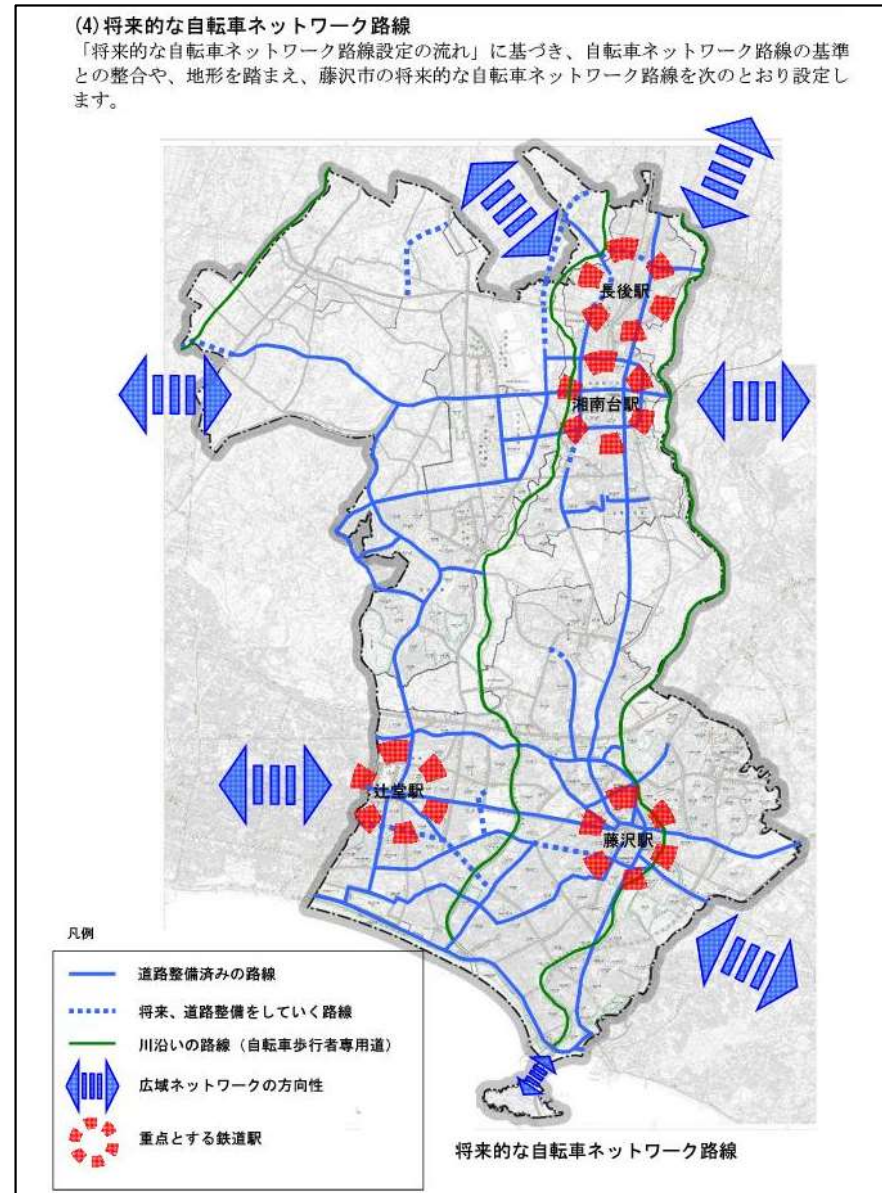 (4)将来的な自転車ネットワーク路線
「将来的な自転車ネットワーク路線設定の流れ」に基づき、自転車ネットワーク路線の基準
との整合や、地形を踏まえ、藤沢市の将来的な自転車ネットワーク路線を次のとおり設定し
ます。
長後駅
湘南台駅
辻堂駅
藤沢駅
凡例
道路整備済みの路線
将来、道路整備をしていく路線
川沿いの路線（自転車歩行者専用道）
広域ネットワークの方向性
重点とする鉄道駅
将来的な自転車ネットワーク路線